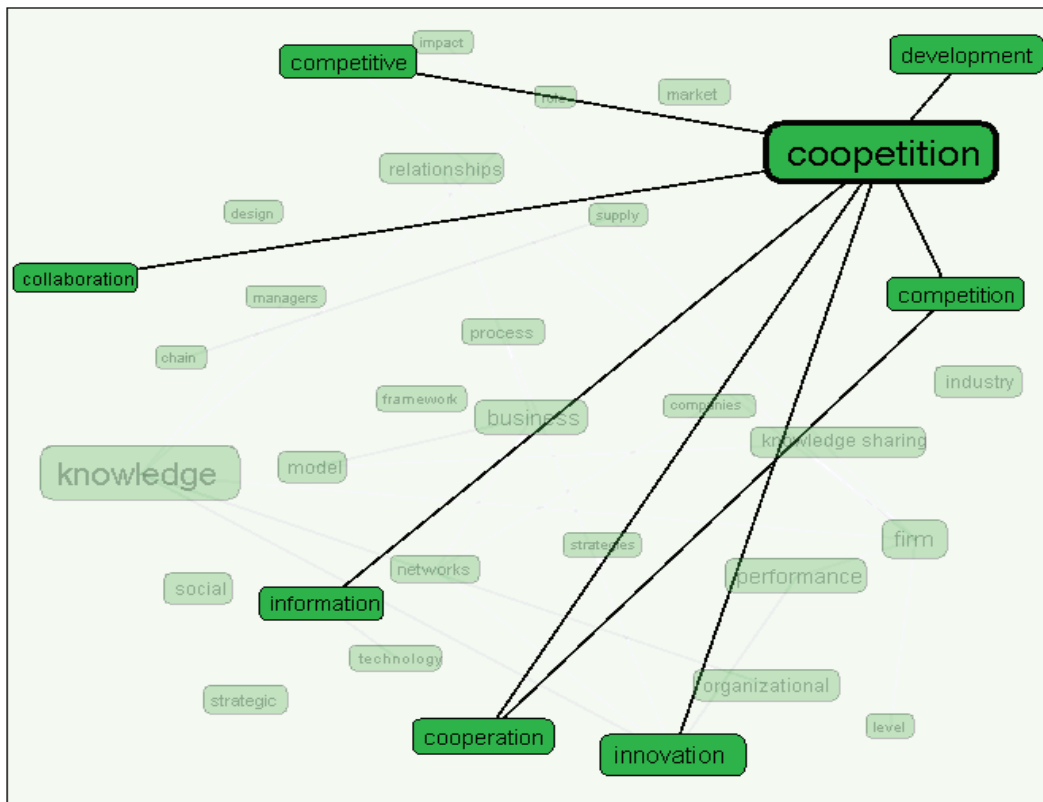 impact
competitive
development
market
role
coopetition
relationships
design
supply
collaboration
managers
competition
process
chain
industry
framework
companies
business
knowledge sharing
model
knowledge
firm
strategies
networks
performance
social
information
technology
organizational
strategic
level
cooperation
innovation